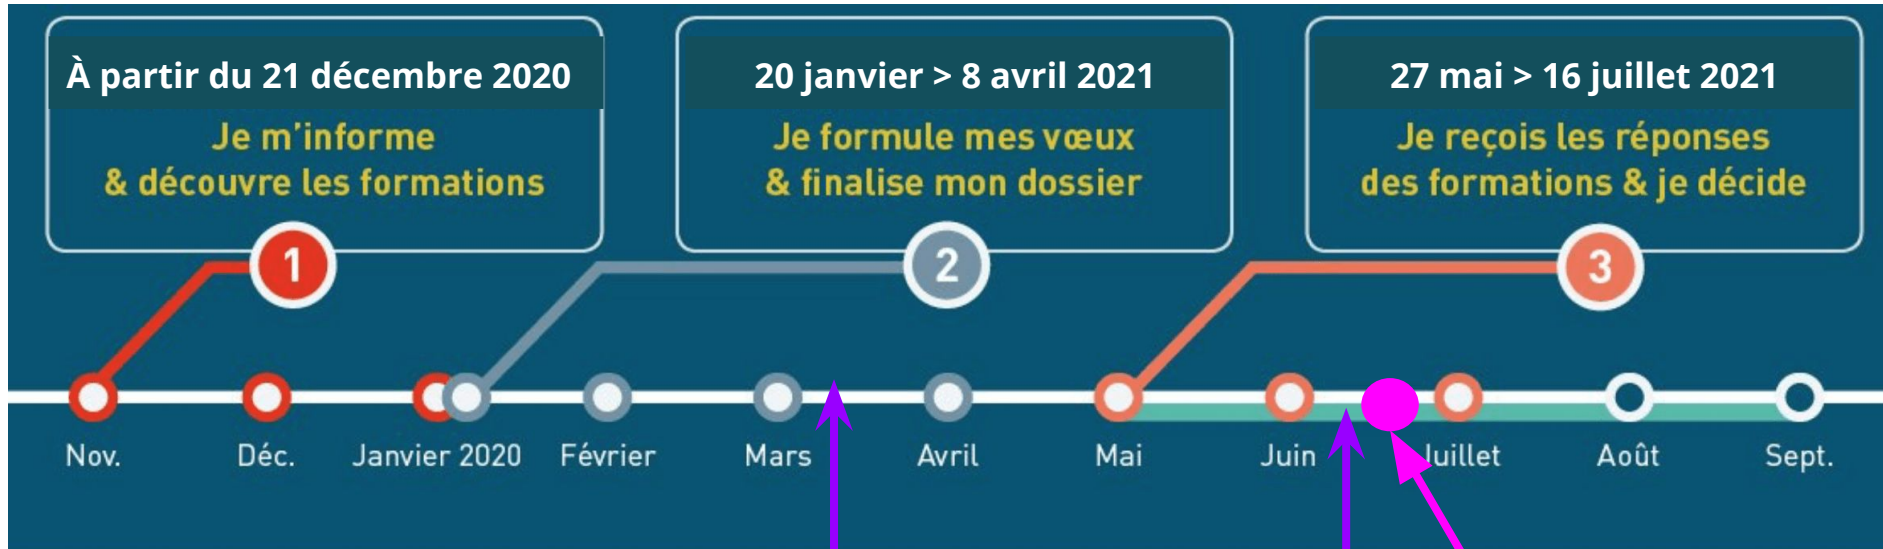 À partir du 21 décembre 2020
Je m'informe
& découvre les formations
1
20 janvier > 8 avril 2021
Je formule mes vœux
& finalise mon dossier
2
27 mai > 16 juillet 2021
Je reçois les réponses
des formations & je décide
3
Nov. Déc. Janvier 2020 Février Mars Avril Mai Juin Juillet Août Sept.